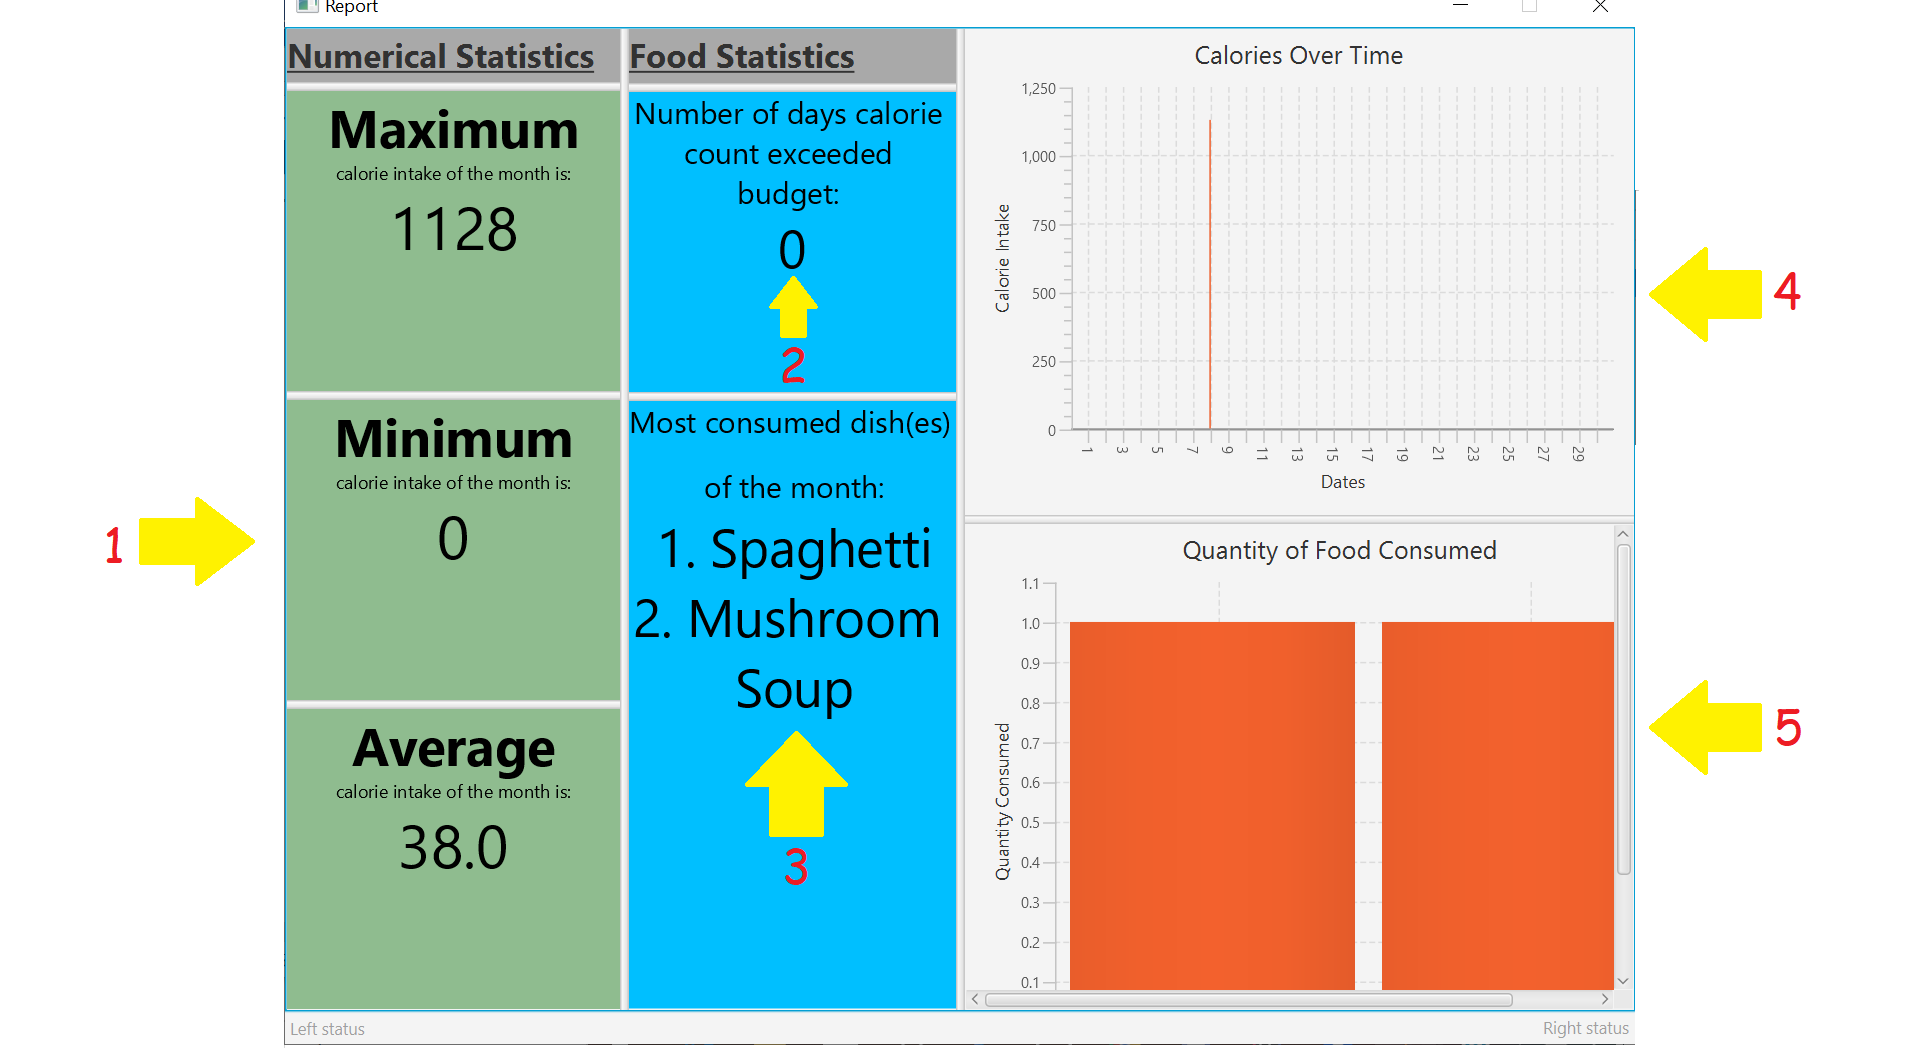 Report
Numerical Statistics
Maximum
calorie intake of the month is:
1128
Minimum
calorie intake of the month is:
0
Average
calorie intake of the month is:
38.0
1
Food Statistics
Number of days calorie
count exceeded
budget:
0
2
Most consumed dish(es)
of the month:
1. Spaghetti
2. Mushroom
Soup
3
Calories Over Time
1,250
1,000
750
500
250
0
Calorie Intake
1 3 5 7 9 11 13 15 17 19 21 23 25 27 29
Dates
4
Quantity of Food Consumed
1.1
1.0
0.9
0.8
0.7
0.6
0.5
0.4
0.3
0.2
0.1
Quantity Consumed
5
Left status
Right status